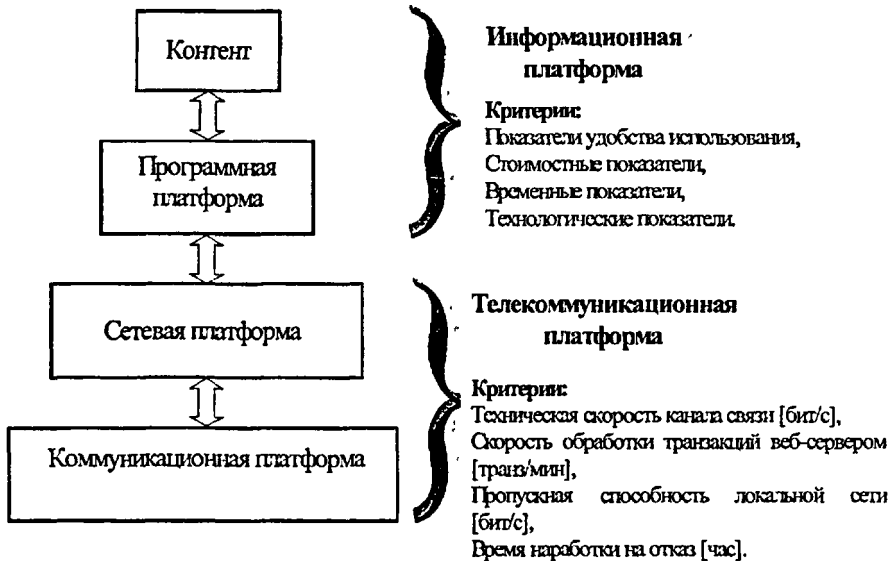 Контент
Программная
платформа
Сетевая платформа
Коммуникационная платформа
Информационная
платформа
Критерии:
Показатели удобства использования,
Стоимостные показатели,
Временные показатели,
Технологические показатели.
Телекоммуникационная
платформа
Критерии:
Техническая скорость канала связи [бит/с],
Скорость обработки транзакций веб-сервером
[транз/мин],
Пропускная способность локальной сети
[бит/с],
Время наработки на отказ [час].